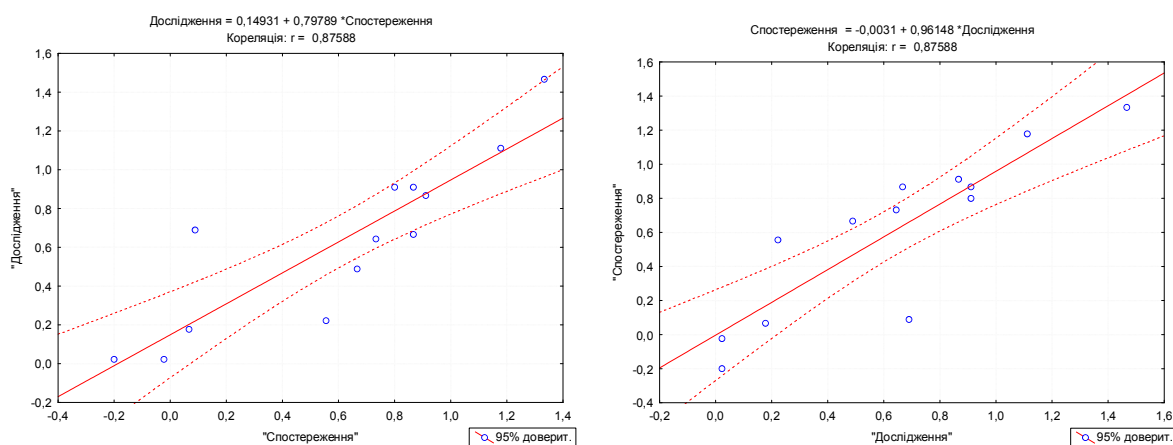 Дослідження = 0,14931 + 0,79789 *Спостереження
Кореляція: r = 0,87588
1,6
1,4
1,2
1,0
0,8
0,6
0,4
0,2
0,0
-0,2
"Дослідження"
-0,4 -0,2 0,0 0,2 0,4 0,6 0,8 1,0 1,2 1,4
"Спостереження"
95% доверит.
Спостереження = -0,0031 + 0,96148 *Дослідження
Кореляція: r = 0,87588
1,6
1,4
1,2
1,0
0,8
0,6
0,4
0,2
0,0
-0,2
-0,4
"Спостереження"
-0,2 0,0 0,2 0,4 0,6 0,8 1,0 1,2 1,4 1,6
"Дослідження"
95% доверит.